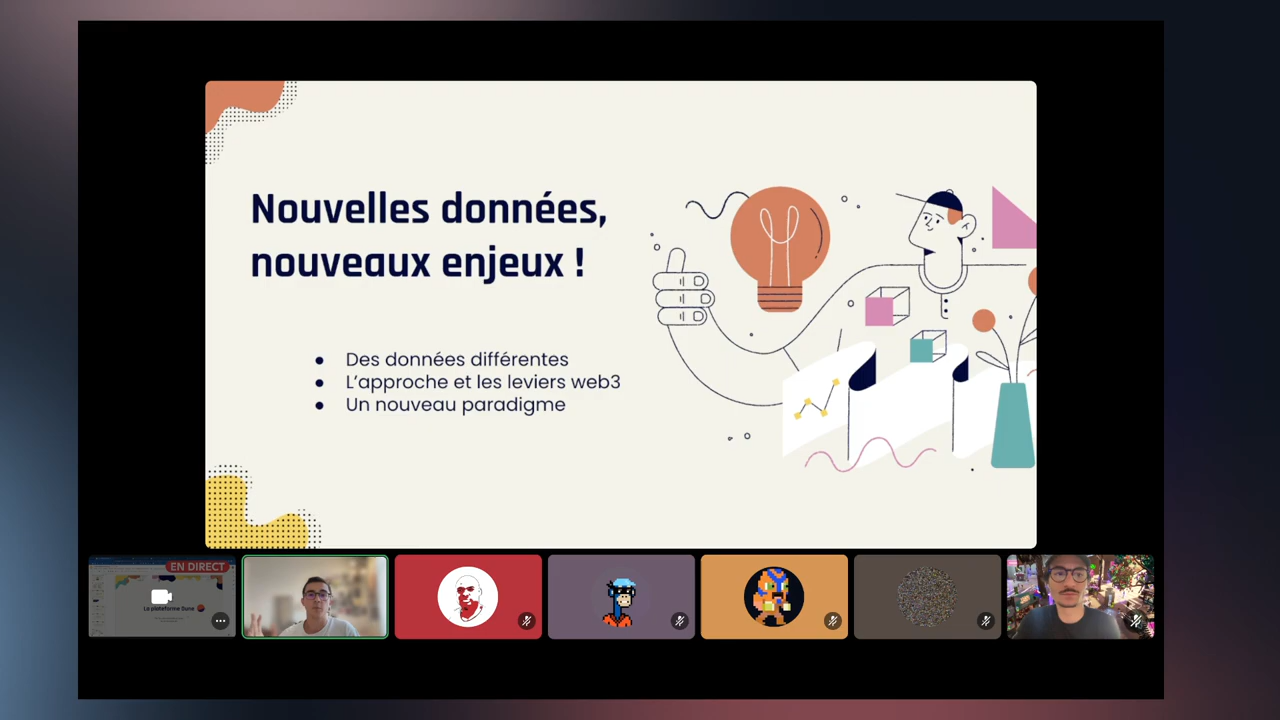 Nouvelles données,
nouveaux enjeux !
● Des données différentes
● L’approche et les leviers web3
● Un nouveau paradigme
EN DIRECT
La plateforme Dune